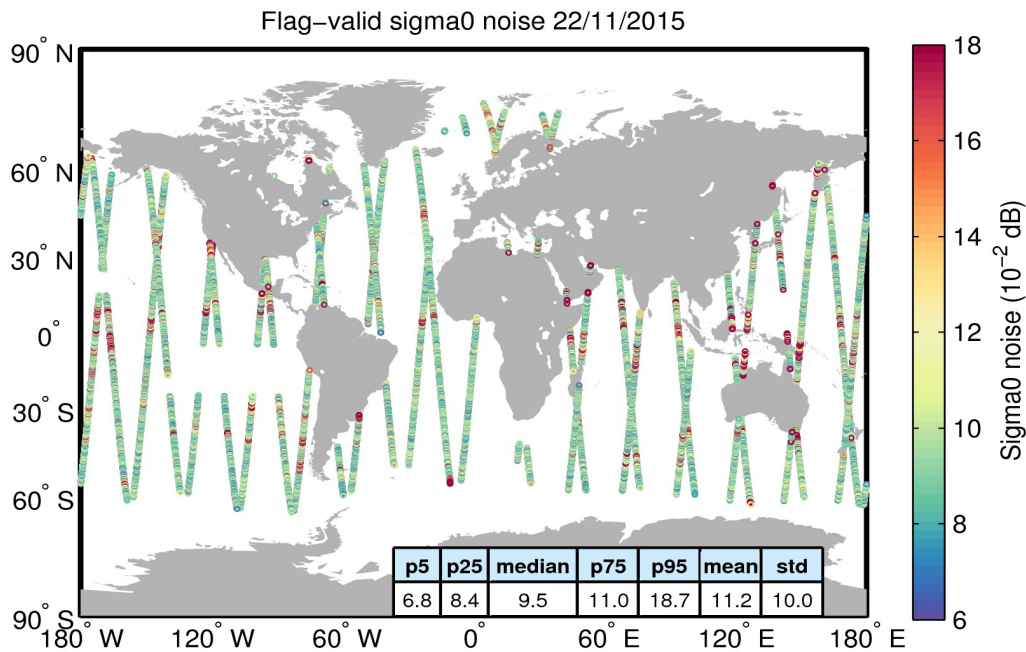 Flag−valid sigma0 noise 22/11/2015
90° N
60° N
30° N
0°
30° S
60° S
90° S
180° W
120° W
60° W
0°
60° E
120° E
180° E
p5 p25 median p75 p95 mean std
6.8 8.4 9.5 11.0 18.7 11.2 10.0
18
16
14
12
10
8
6
Sigma0 noise (10⁻² dB)